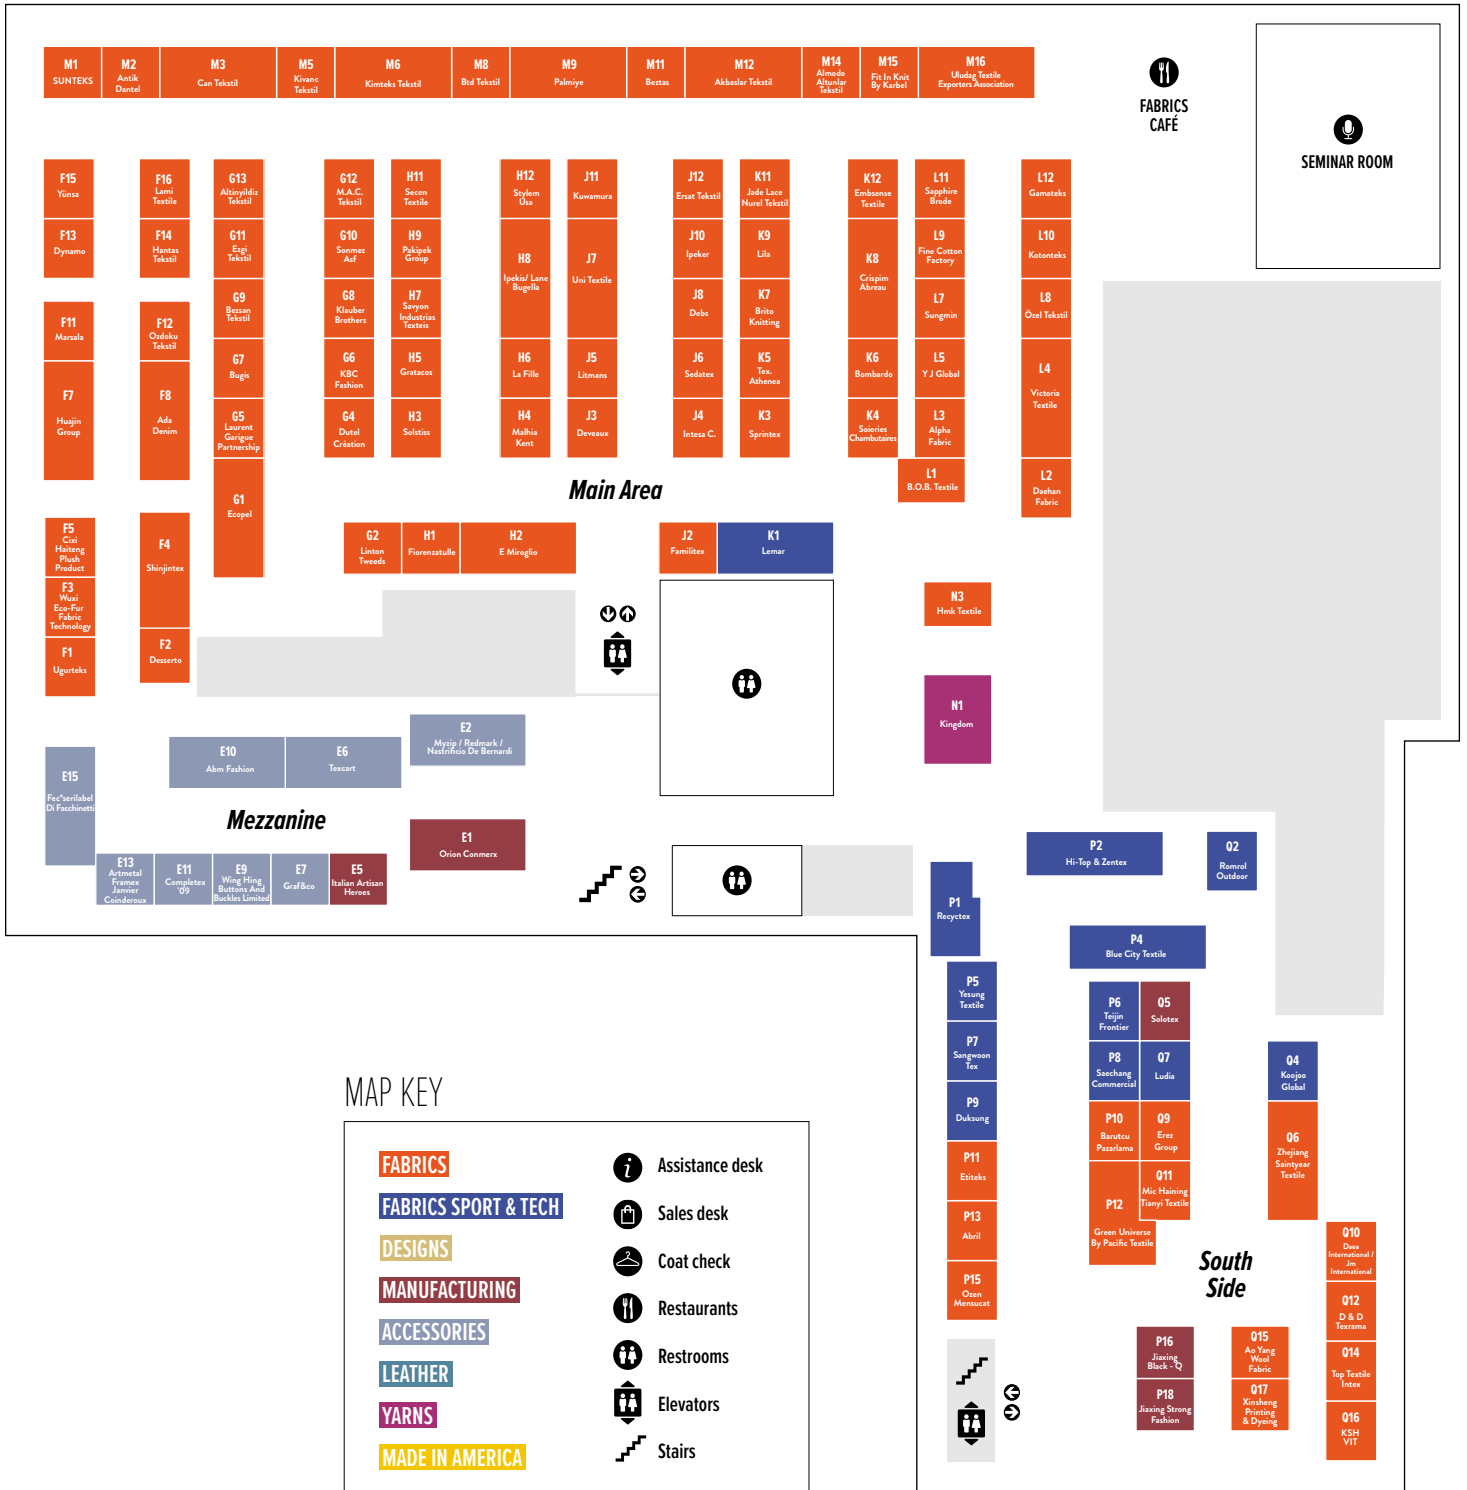 M1
SUNTEKS
M2
Antik
Dantel
M3
Can Tekstil
M5
Kivanc
Tekstil
M6
Kimteks Tekstil
M8
Btd Tekstil
M9
Palmiye
M11
Beztas
M12
Akbaslar Tekstil
M14
Almodo
Altunlar
Tekstil
M15
Fit In Knit
By Karbel
M16
Uludag Textile
Exporters Association
FABRICS
CAFÉ
SEMINAR ROOM
F15
Yünsa
F13
Dynamo
F11
Marsala
F7
Huajin
Group
F5
Cixi
Haiteng
Plush
Product
F3
Wuxi
Eco-Fur
Fabric
Technology
F1
Ugurteks
F16
Lami
Textile
F14
Hantas
Tekstil
F12
Ozdoku
Tekstil
F8
Ada
Denim
F4
Shinjintex
F2
Desserto
G13
Altinyildiz
Tekstil
G11
Ezgi
Tekstil
G9
Bezsan
Tekstil
G7
Bugis
G5
Laurent
Garigue
Partnership
G1
Ecopel
G12
M.A.C.
Tekstil
G10
Sonmez
Asf
G8
Klauber
Brothers
G6
KBC
Fashion
G4
Dutel
Création
H11
Secen
Textile
H9
Pakipek
Group
H7
Savyon
Industrias
Texteis
H5
Gratacos
H3
Solstiss
H12
Stylem
Usa
H8
Ipekis/ Lane
Bugella
H6
La Fille
H4
Malhia
Kent
J11
Kuwamura
J7
Uni Textile
J5
Litmans
J3
Deveaux
J12
Ersat Tekstil
J10
Ipeker
J8
Debs
J6
Sedatex
J4
Intesa C.
K11
Jade Lace
Nurel Tekstil
K9
Lila
K7
Brito
Knitting
K5
Tex.
Athenea
K3
Sprintex
K12
Embsense
Textile
K8
Crispim
Abreau
K6
Bombardo
K4
Soieries
Chambutaires
L11
Sapphire
Brode
L9
Fine Cotton
Factory
L7
Sungmin
L5
Y J Global
L3
Alpha
Fabric
L1
B.O.B. Textile
L12
Gamateks
L10
Kotonteks
L8
Özel Tekstil
L4
Victoria
Textile
L2
Daehan
Fabric
Main Area
G2
Linton
Tweeds
H1
Fiorenzatulle
H2
E Miroglio
J2
Familitex
K1
Lemar
N3
Hmk Textile
N1
Kingdom
E2
Myzip / Redmark /
Nastrificio De Bernardi
E10
Abm Fashion
E6
Texcart
E15
Fec*serilabel
Di Facchinetti
Mezzanine
E1
Orion Conmerx
E13
Artmetal
Framex
Janvier
Coinderoux
E11
Completex
'09
E9
Wing Hing
Buttons And
Buckles Limited
E7
Graf&co
E5
Italian Artisan
Heroes
P2
Hi-Top & Zentex
Q2
Romrol
Outdoor
P1
Recyctex
P4
Blue City Textile
P5
Yesung
Textile
P7
Sangwoon
Tex
P9
Duksung
P11
Etiteks
P13
Abril
P15
Ozen
Mensucat
P6
Teijin
Frontier
Q5
Solotex
P8
Saechang
Commercial
Q7
Ludia
P10
Barutcu
Pazarlama
Q9
Erez
Group
P12
Green Universe
By Pacific Textile
Q11
Mic Haining
Tianyi Textile
Q4
Koojoo
Global
Q6
Zhejiang
Saintyear
Textile
South
Side
Q10
Deea
International /
Jm
International
Q12
D & D
Texrama
Q14
Top Textile
Intex
Q16
KSH
VIT
P16
Jiaxing
Black - Q
P18
Jiaxing Strong
Fashion
Q15
Ao Yang
Wool
Fabric
Q17
Xinsheng
Printing
& Dyeing
MAP KEY
FABRICS
FABRICS SPORT & TECH
DESIGNS
MANUFACTURING
ACCESSORIES
LEATHER
YARNS
MADE IN AMERICA
Assistance desk
Sales desk
Coat check
Restaurants
Restrooms
Elevators
Stairs